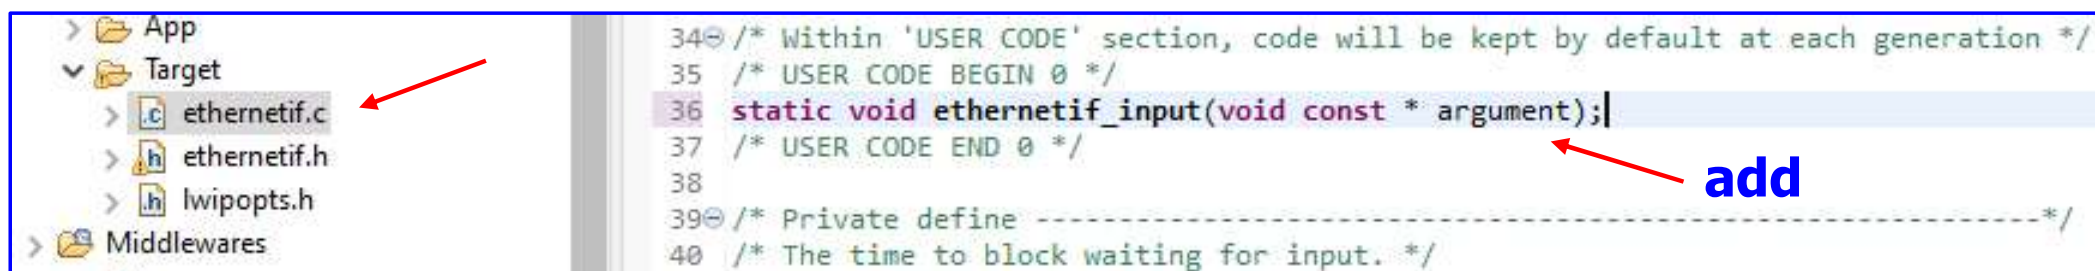 App
Target
.c ethernetif.c
.h ethernetif.h
.h lwipopts.h
Middlewares
34 /* Within 'USER CODE' section, code will be kept by default at each generation */
35 /* USER CODE BEGIN 0 */
36 static void ethernetif_input(void const * argument);
37 /* USER CODE END 0 */
38
39 /* Private define ------------------------------------------------------------*/
40 /* The time to block waiting for input. */
add